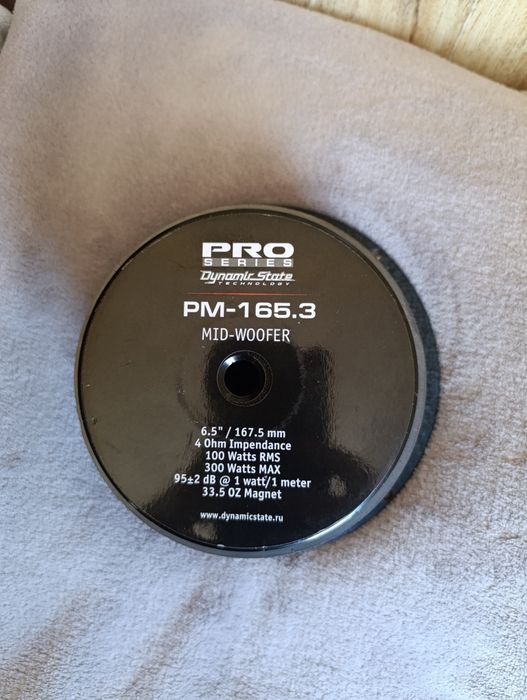 PRO
SERIES
Dynamic State
TECHNOLOGY
PM-165.3
MID-WOOFER
6.5" / 167.5 mm
4 Ohm Impendance
100 Watts RMS
300 Watts MAX
95±2 dB @ 1 watt/1 meter
33.5 OZ Magnet
www.dynamicstate.ru